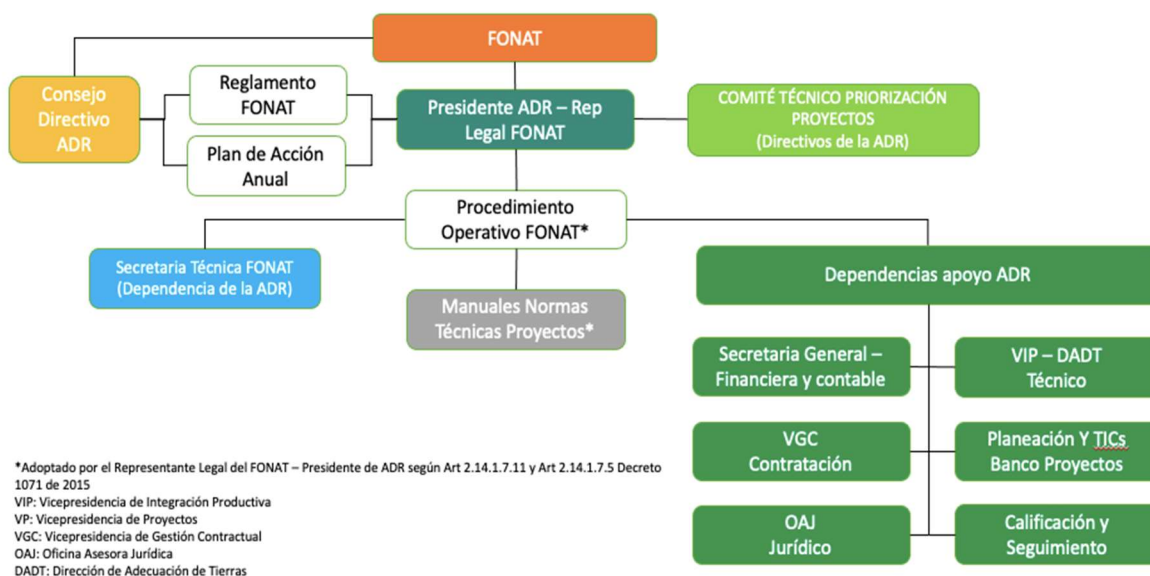 FONAT
Consejo
Directivo
ADR
Reglamento
FONAT
Plan de Acción
Anual
Presidente ADR – Rep
Legal FONAT
COMITÉ TÉCNICO PRIORIZACIÓN
PROYECTOS
(Directivos de la ADR)
Procedimiento
Operativo FONAT*
Secretaria Técnica FONAT
(Dependencia de la ADR)
Manuales Normas
Técnicas Proyectos*
Dependencias apoyo ADR
Secretaria General –
Financiera y contable
VIP – DADT
Técnico
VGC
Contratación
Planeación Y TICs
Banco Proyectos
OAJ
Jurídico
Calificación y
Seguimiento
*Adoptado por el Representante Legal del FONAT – Presidente de ADR según Art 2.14.1.7.11 y Art 2.14.1.7.5 Decreto
1071 de 2015
VIP: Vicepresidencia de Integración Productiva
VP: Vicepresidencia de Proyectos
VGC: Vicepresidencia de Gestión Contractual
OAJ: Oficina Asesora Jurídica
DADT: Dirección de Adecuación de Tierras